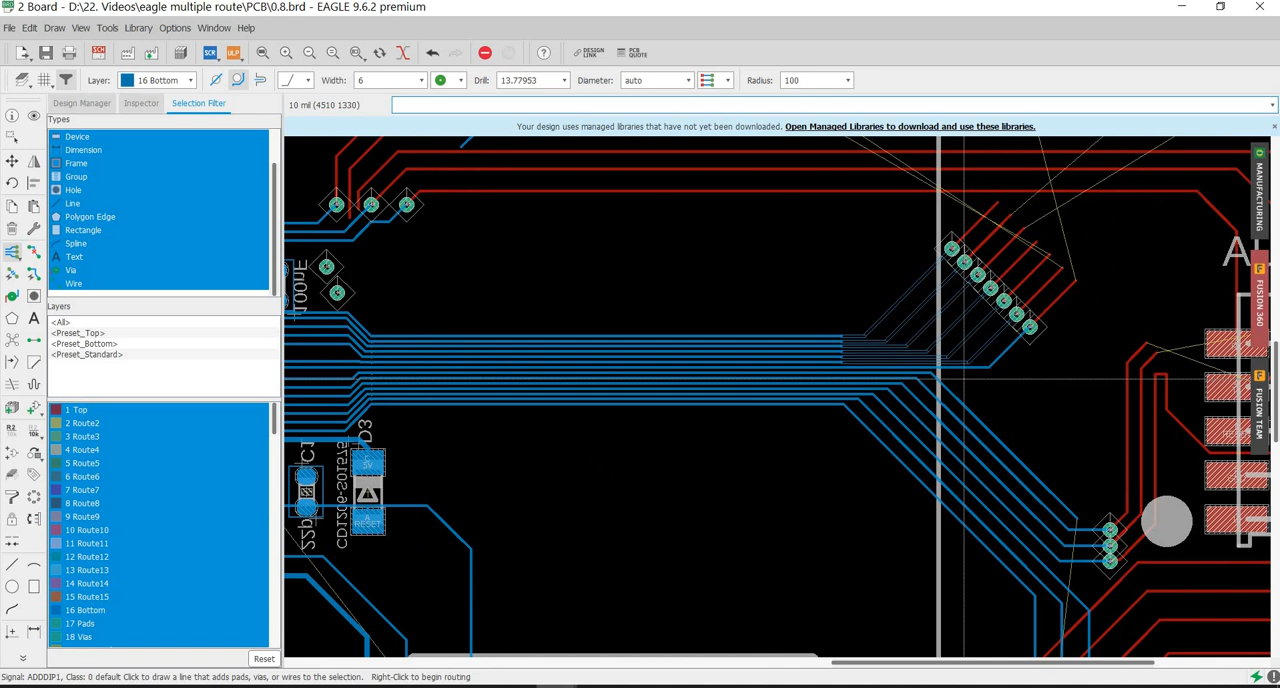 2 Board - D:\22. Videos\eagle multiple route\PCB\0.8.brd - EAGLE 9.6.2 premium
File Edit Draw View Tools Library Options Window Help
SCH SCR ULP DESIGN LINK PCB QUOTE
Layer: 16 Bottom Width: 6 Drill: 13.77953 Diameter: auto Radius: 100
Design Manager Inspector Selection Filter
10 mil (4510 1330)
Your design uses managed libraries that have not yet been downloaded. Open Managed Libraries to download and use these libraries.
Types
Device
Dimension
Frame
Group
Hole
Line
Polygon Edge
Rectangle
Spline
Text
Via
Wire
Layers
<All>
<Preset_Top>
<Preset_Bottom>
<Preset_Standard>
1 Top
2 Route2
3 Route3
4 Route4
5 Route5
6 Route6
7 Route7
8 Route8
9 Route9
10 Route10
11 Route11
12 Route12
13 Route13
14 Route14
15 Route15
16 Bottom
17 Pads
18 Vias
Reset
100uF
D3
CD1206-S01575
C1
5V
A
RESET
A
MANUFACTURING
FUSION 360
FUSION TEAM
Signal: ADDDIP1, Class: 0 default Click to draw a line that adds pads, vias, or wires to the selection. Right-Click to begin routing